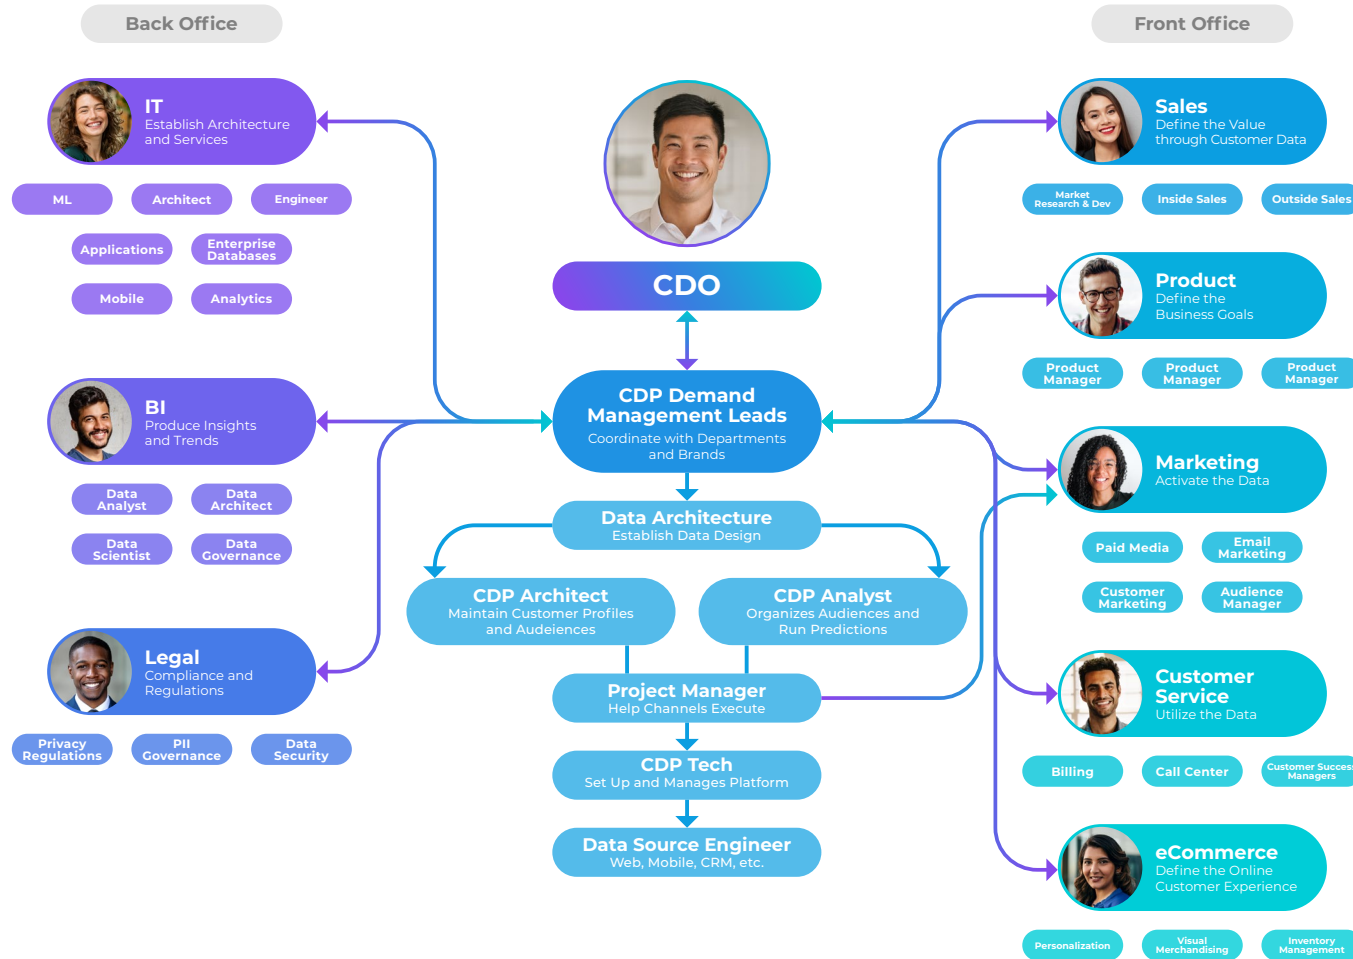 Back Office
Front Office
IT
Establish Architecture
and Services
ML
Architect
Engineer
Applications
Enterprise
Databases
Mobile
Analytics
BI
Produce Insights
and Trends
Data
Analyst
Data
Architect
Data
Scientist
Data
Governance
Legal
Compliance and
Regulations
Privacy
Regulations
PII
Governance
Data
Security
CDO
CDP Demand
Management Leads
Coordinate with Departments
and Brands
Data Architecture
Establish Data Design
CDP Architect
Maintain Customer Profiles
and Audeiences
CDP Analyst
Organizes Audiences and
Run Predictions
Project Manager
Help Channels Execute
CDP Tech
Set Up and Manages Platform
Data Source Engineer
Web, Mobile, CRM, etc.
Sales
Define the Value
through Customer Data
Market
Research & Dev
Inside Sales
Outside Sales
Product
Define the
Business Goals
Product
Manager
Product
Manager
Product
Manager
Marketing
Activate the Data
Paid Media
Email
Marketing
Customer
Marketing
Audience
Manager
Customer
Service
Utilize the Data
Billing
Call Center
Customer Success
Managers
eCommerce
Define the Online
Customer Experience
Personalization
Visual
Merchandising
Inventory
Management